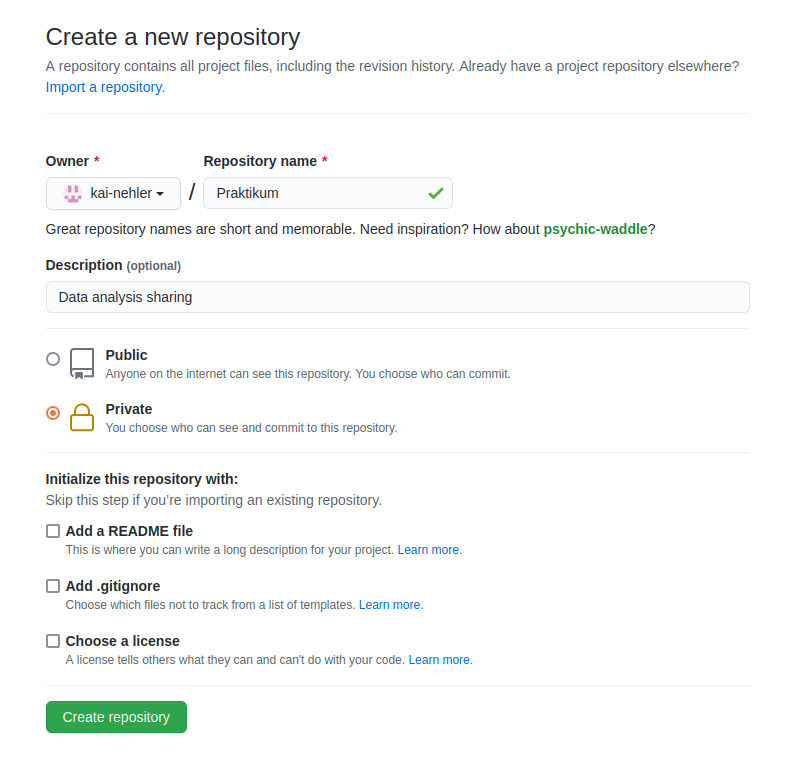 Create a new repository
A repository contains all project files, including the revision history. Already have a project repository elsewhere?
Import a repository.
Owner * Repository name *
kai-nehler / Praktikum
Great repository names are short and memorable. Need inspiration? How about psychic-waddle?
Description (optional)
Data analysis sharing
Public
Anyone on the internet can see this repository. You choose who can commit.
Private
You choose who can see and commit to this repository.
Initialize this repository with:
Skip this step if you’re importing an existing repository.
Add a README file
This is where you can write a long description for your project. Learn more.
Add .gitignore
Choose which files not to track from a list of templates. Learn more.
Choose a license
A license tells others what they can and can't do with your code. Learn more.
Create repository